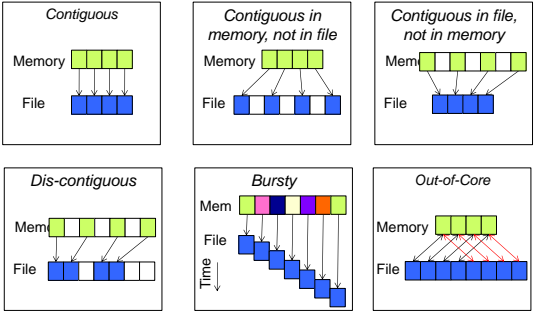 Contiguous
Memory
File
Contiguous in
memory, not in file
Memory
File
Contiguous in file,
not in memory
Mem
File
Dis-contiguous
Mem
File
Bursty
Mem
File
Time
Out-of-Core
Memory
File